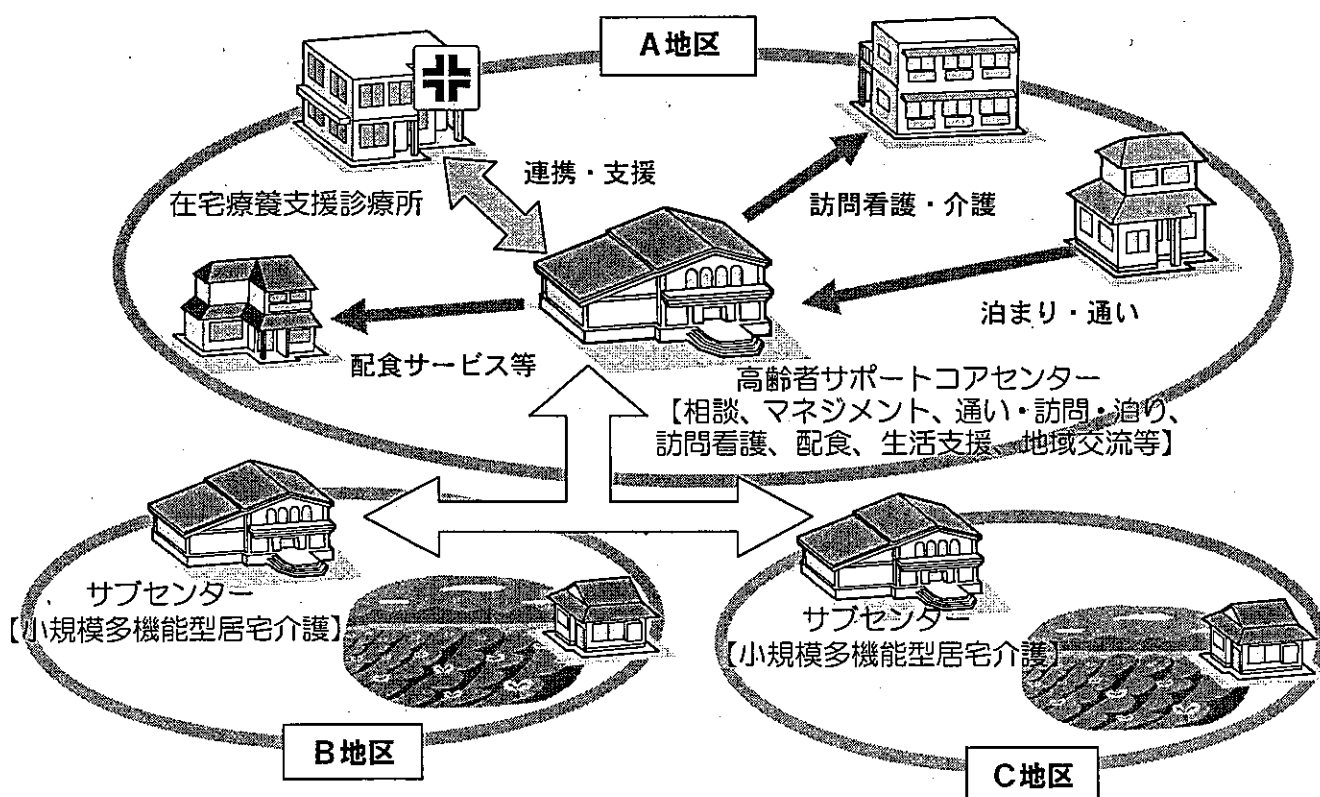 A地区
連携・支援
在宅療養支援診療所
訪問看護・介護
泊まり・通い
配食サービス等
高齢者サポートコアセンター
【相談、マネジメント、通い・訪問・泊り、
訪問看護、配食、生活支援、地域交流等】
サブセンター
【小規模多機能型居宅介護】
B地区
サブセンター
【小規模多機能型居宅介護】
C地区